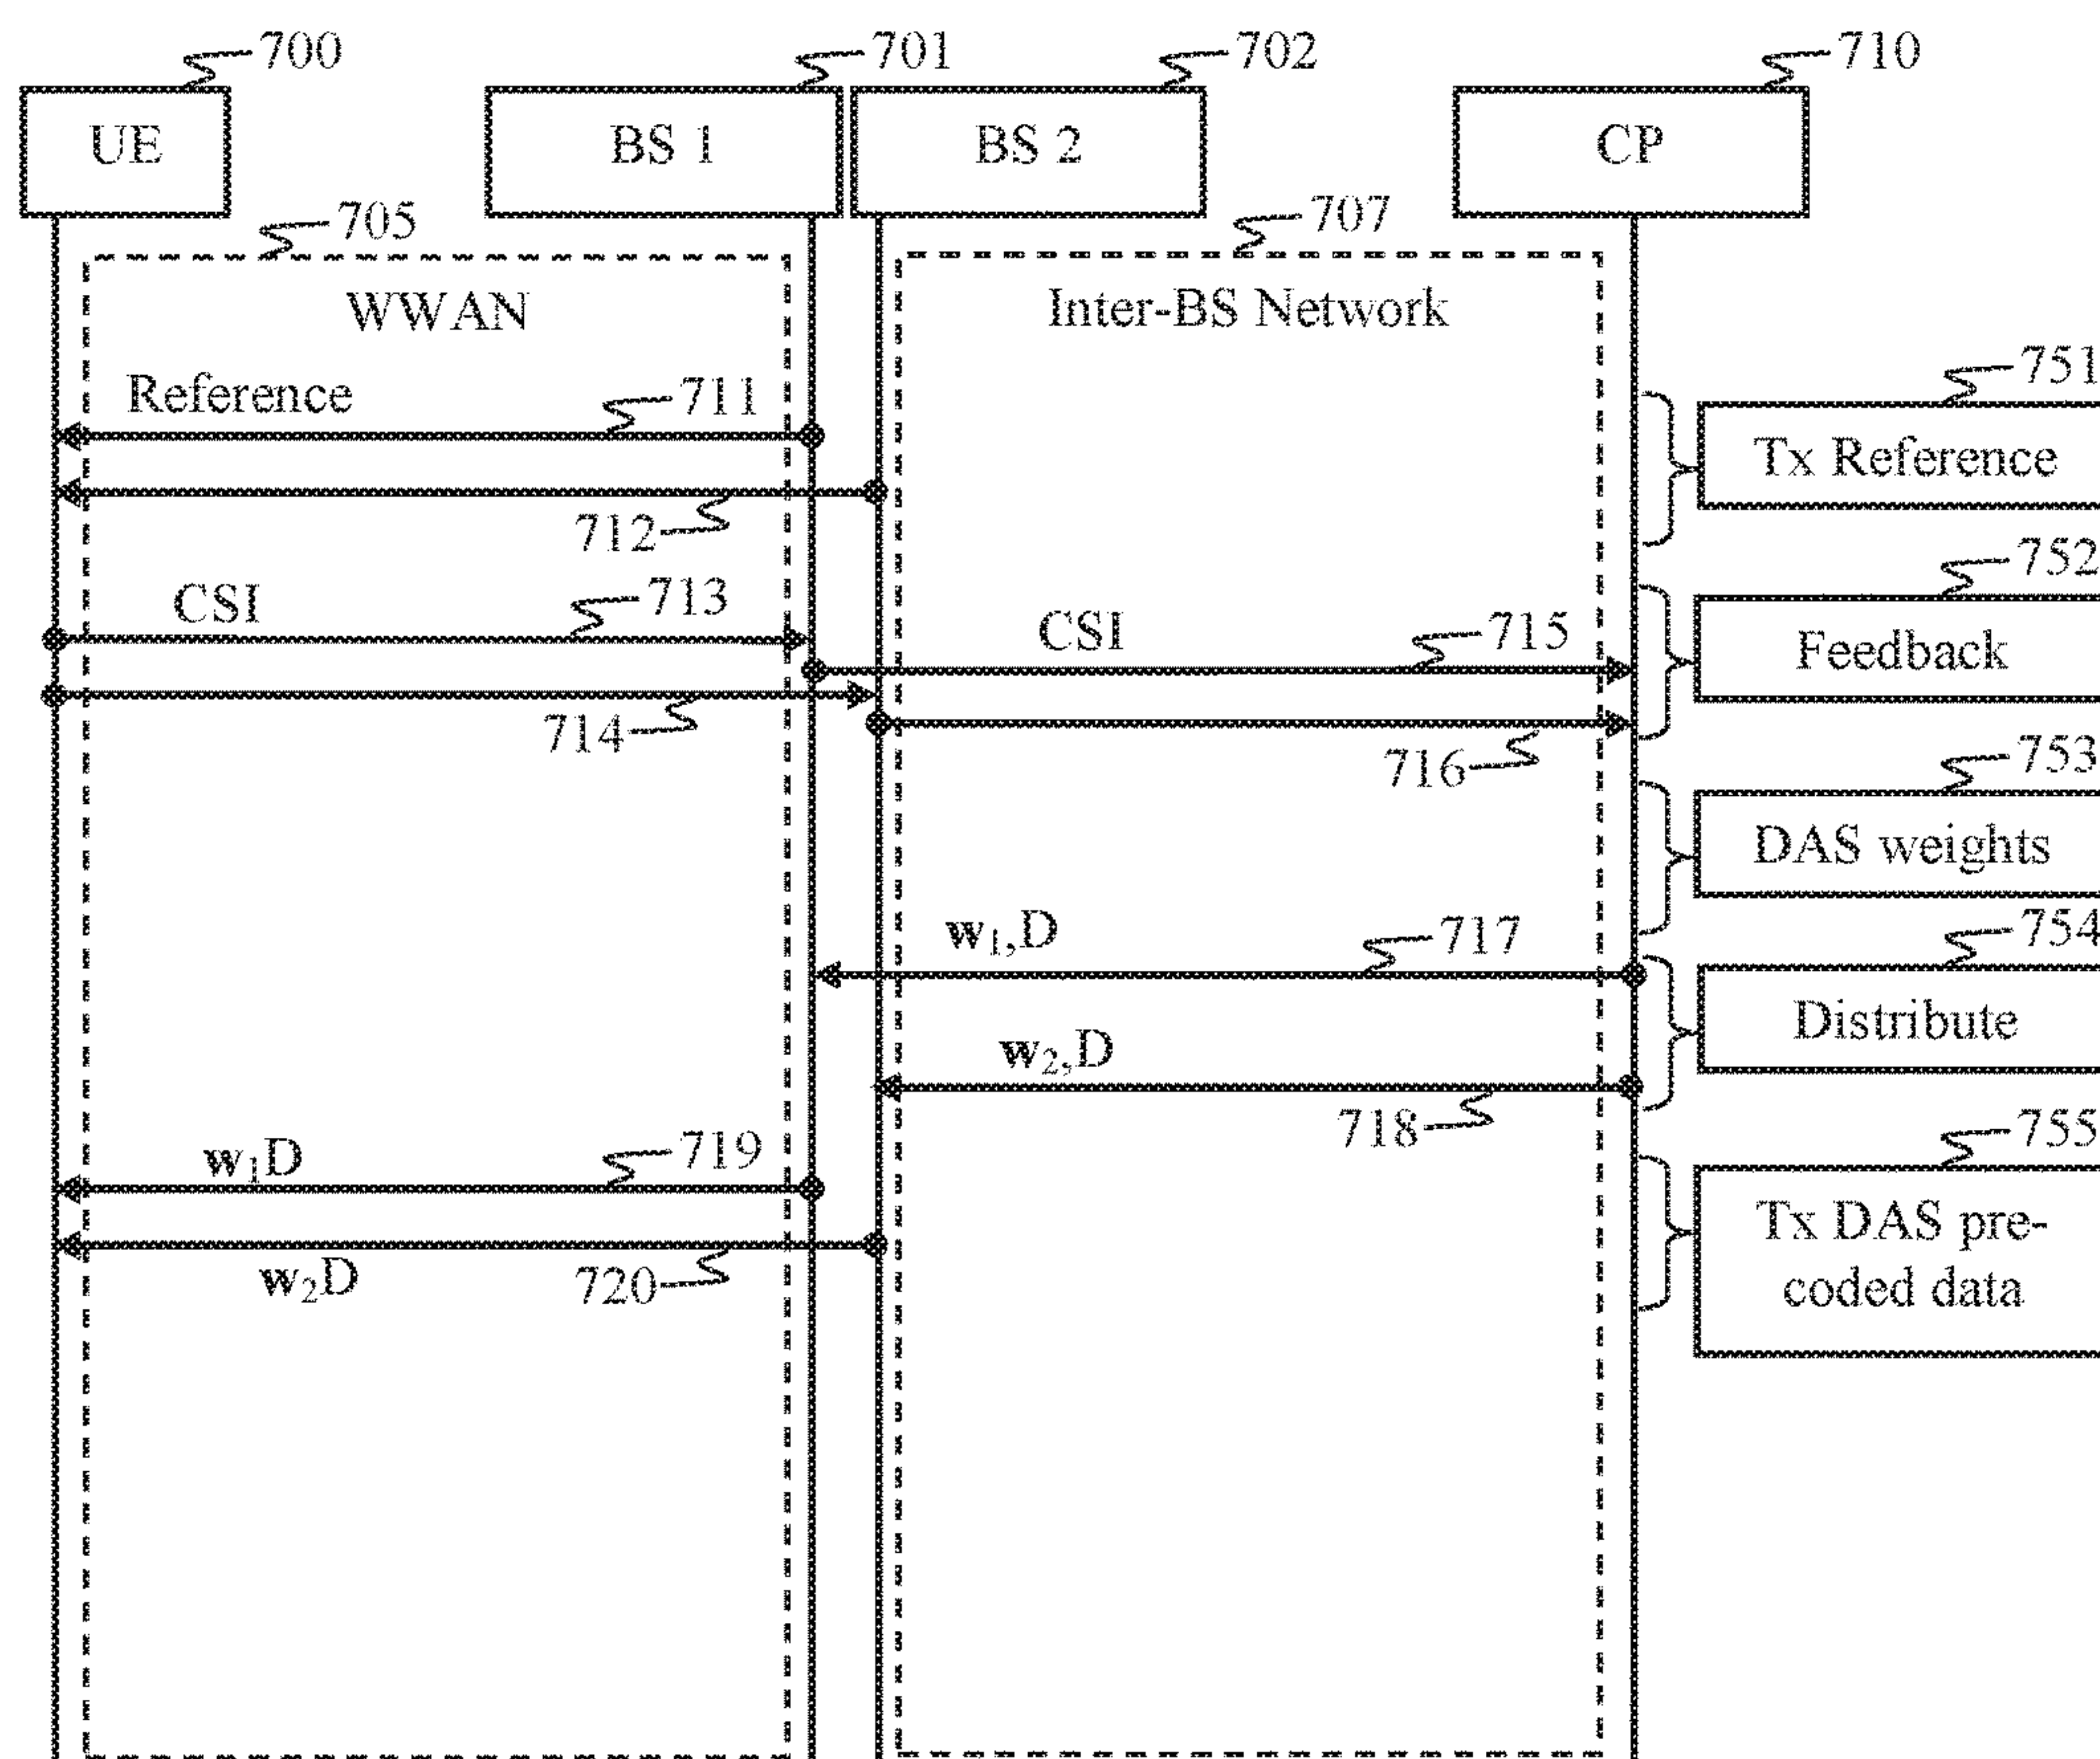 700
701
702
710
UE
BS 1
BS 2
CP
705
707
WWAN
Inter-BS Network
751
Reference
711
Tx Reference
712
752
CSI
713
CSI
715
Feedback
714
716
753
DAS weights
w₁,D
717
754
Distribute
w₂,D
718
755
w₁D
719
Tx DAS pre-
coded data
w₂D
720